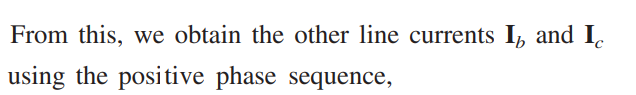 From this, we obtain the other line currents I_b and I_c
using the positive phase sequence,